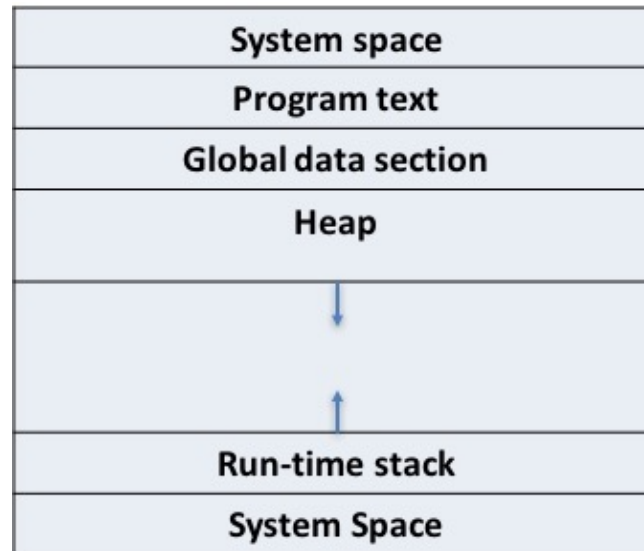 System space
Program text
Global data section
Heap
Run-time stack
System Space